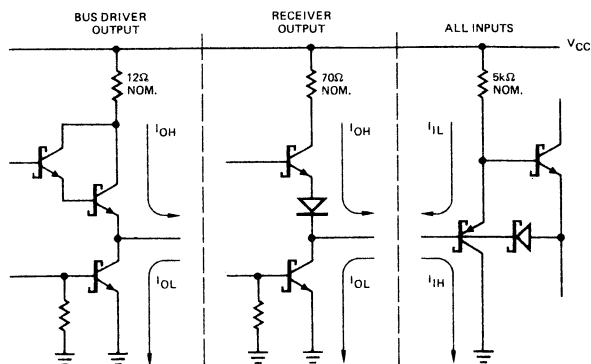 BUS DRIVER
OUTPUT
RECEIVER
OUTPUT
ALL INPUTS
VCC
12Ω
NOM.
70Ω
NOM.
5kΩ
NOM.
IOH
IOH
IIL
IOL
IOL
IIH